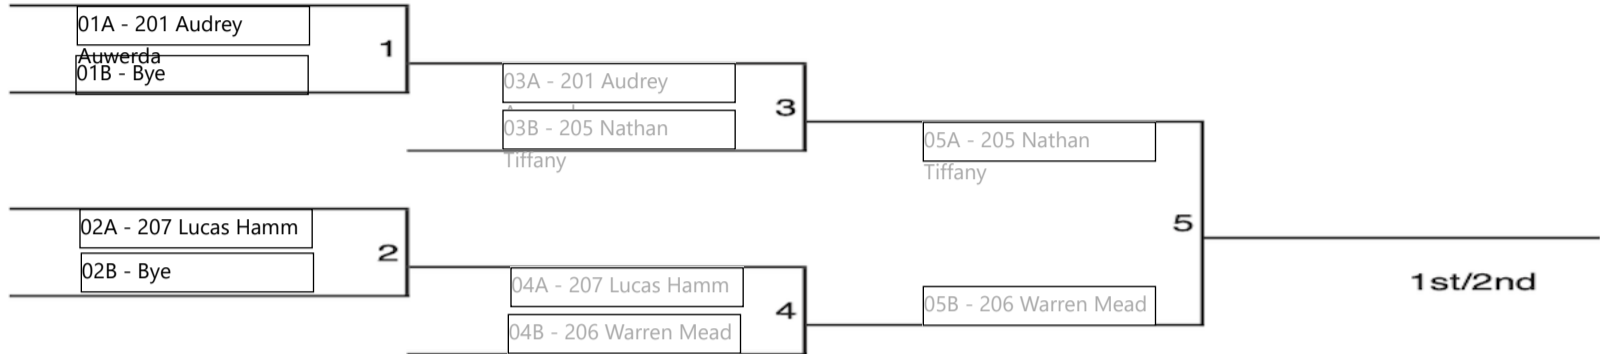 01A - 201 Audrey
Auwerda
01B - Bye
1
03A - 201 Audrey
03B - 205 Nathan
Tiffany
3
05A - 205 Nathan
Tiffany
02A - 207 Lucas Hamm
02B - Bye
2
04A - 207 Lucas Hamm
04B - 206 Warren Mead
4
05B - 206 Warren Mead
5
1st/2nd